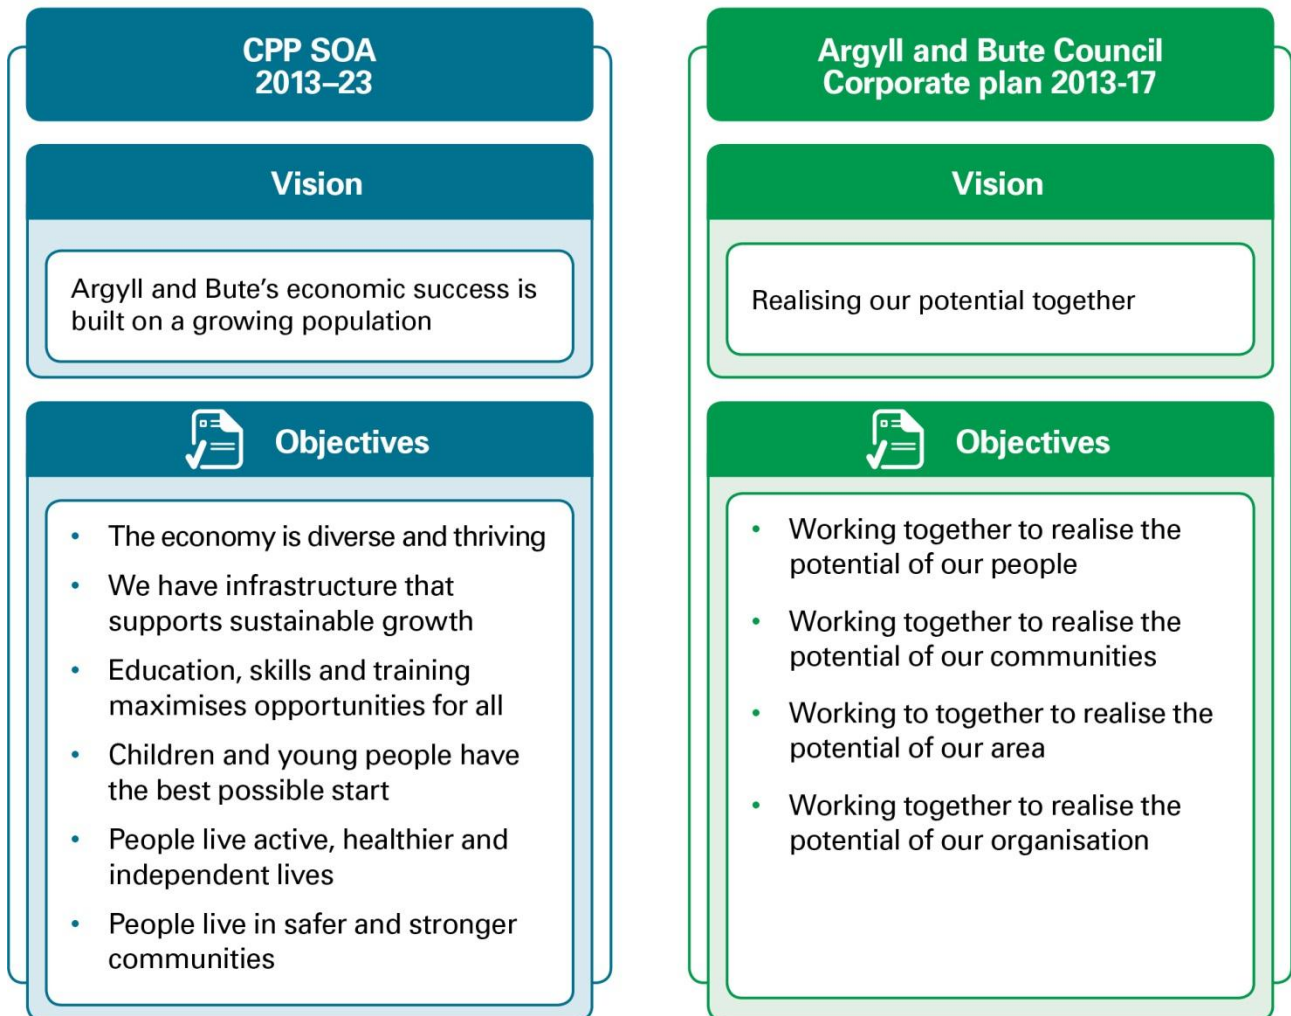 CPP SOA
2013–23
Vision
Argyll and Bute’s economic success is
built on a growing population
Objectives
• The economy is diverse and thriving
• We have infrastructure that
supports sustainable growth
• Education, skills and training
maximises opportunities for all
• Children and young people have
the best possible start
• People live active, healthier and
independent lives
• People live in safer and stronger
communities
Argyll and Bute Council
Corporate plan 2013-17
Vision
Realising our potential together
Objectives
• Working together to realise the
potential of our people
• Working together to realise the
potential of our communities
• Working to together to realise the
potential of our area
• Working together to realise the
potential of our organisation